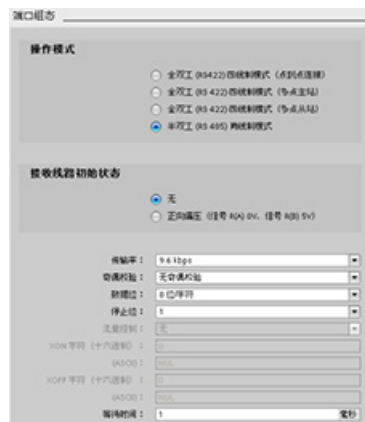 端口组态
操作模式
全双工 (RS422) 四线制模式 (点到点连接)
全双工 (RS 422) 四线制模式 (多点主站)
全双工 (RS 422) 四线制模式 (多点从站)
半双工 (RS 485) 两线制模式
接收线路初始状态
无
正向偏压 (信号 R(A) 0V, 信号 R(B) 5V)
传输率: 9.6 kbps
奇偶校验: 无奇偶校验
数据位: 8 位/字符
停止位: 1
流量控制: 无
XON 字符 (十六进制): 0
(ASCII): NUL
XOFF 字符 (十六进制): 0
(ASCII): NUL
等待时间: 1 毫秒